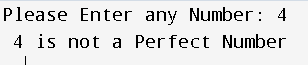 Please Enter any Number: 4
4 is not a Perfect Number